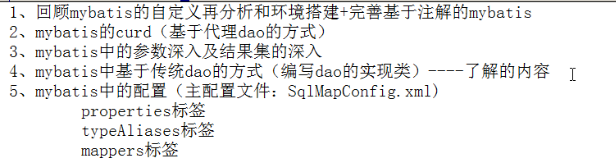 1、回顾mybatis的自定义再分析和环境搭建+完善基于注解的mybatis
2、mybatis的curd（基于代理dao的方式）
3、mybatis中的参数深入及结果集的深入
4、mybatis中基于传统dao的方式（编写dao的实现类）----了解的内容
5、mybatis中的配置（主配置文件：SqlMapConfig.xml）
properties标签
typeAliases标签
mappers标签